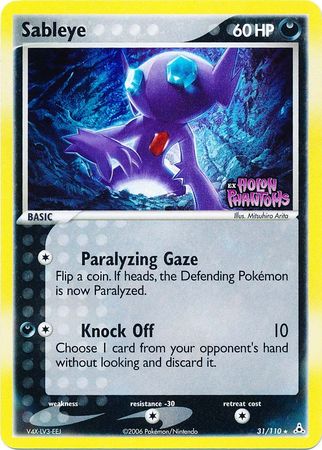 Sableye 60 HP
EX HOLON PHANTOMS
Illus. Mitsuhiro Arita
BASIC
Paralyzing Gaze
Flip a coin. If heads, the Defending Pokémon
is now Paralyzed.
Knock Off 10
Choose 1 card from your opponent's hand
without looking and discard it.
weakness resistance -30 retreat cost
V4X-LV3-EEJ ©2006 Pokémon/Nintendo 31/110 ★